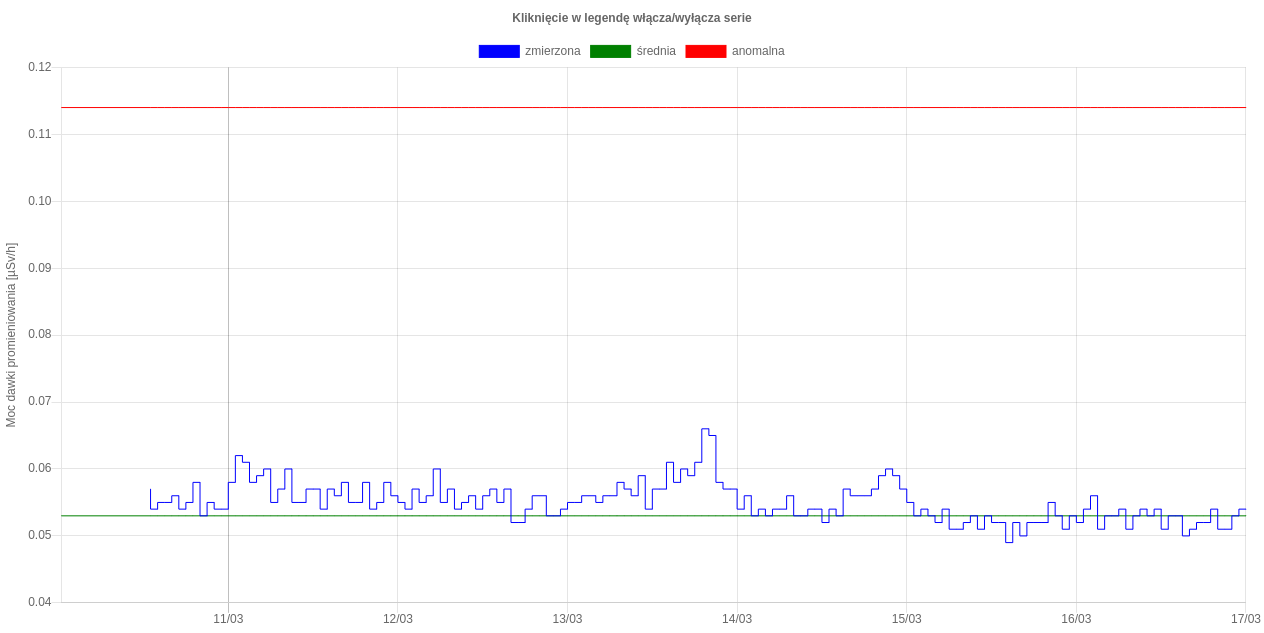 Kliknięcie w legendę włącza/wyłącza serie
zmierzona średnia anomalna
Moc dawki promieniowania [µSv/h]
0.12
0.11
0.10
0.09
0.08
0.07
0.06
0.05
0.04
11/03 12/03 13/03 14/03 15/03 16/03 17/03